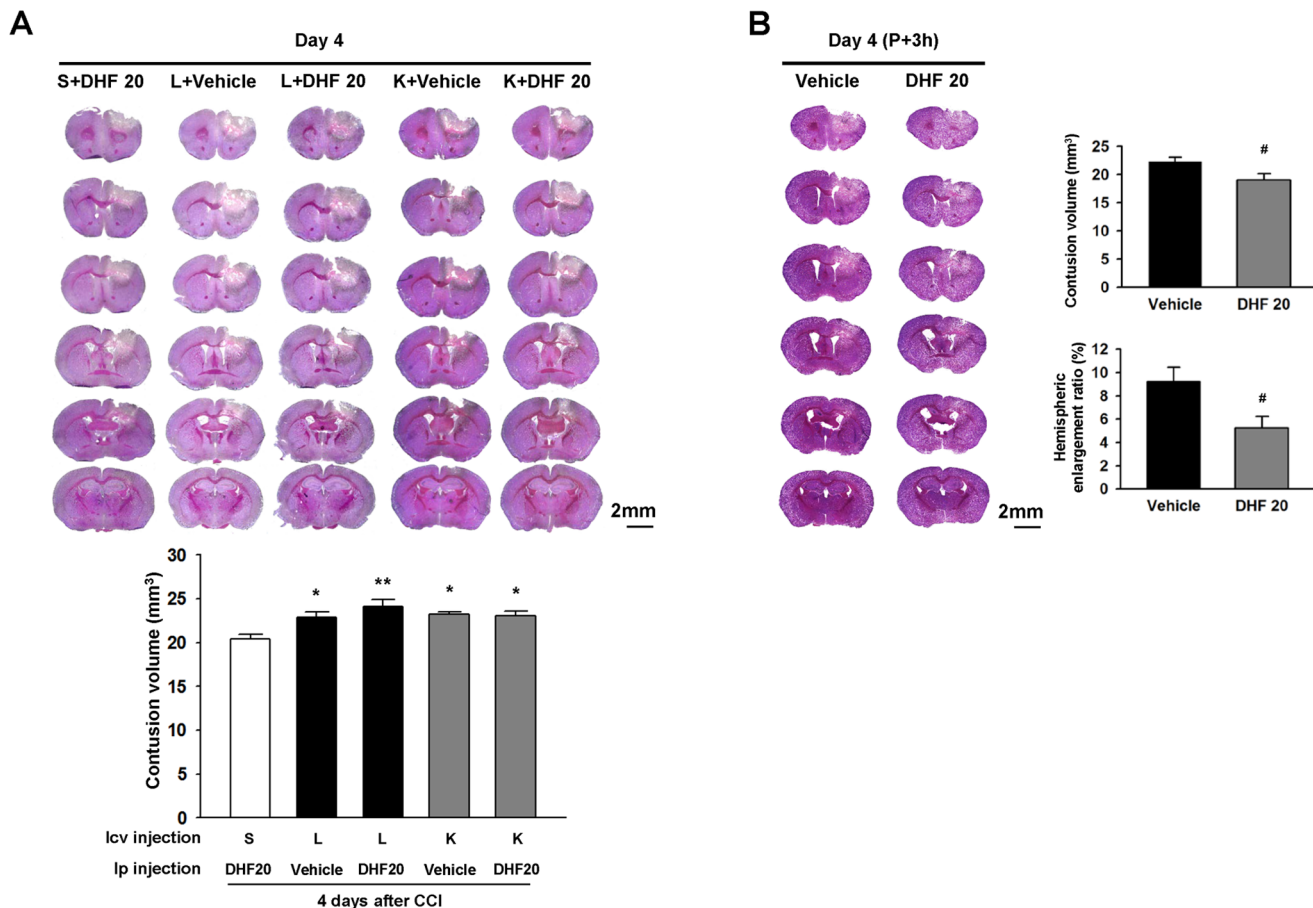 A
Day 4
S+DHF 20 L+Vehicle L+DHF 20 K+Vehicle K+DHF 20
2mm
Contusion volume (mm³)
30
25
20
15
10
5
0
* ** * *
Icv injection S L L K K
Ip injection DHF20 Vehicle DHF20 Vehicle DHF20
4 days after CCI
B
Day 4 (P+3h)
Vehicle DHF 20
2mm
Contusion volume (mm³)
25
20
15
10
5
0
#
Vehicle DHF 20
Hemispheric
enlargement ratio (%)
12
10
8
6
4
2
0
#
Vehicle DHF 20